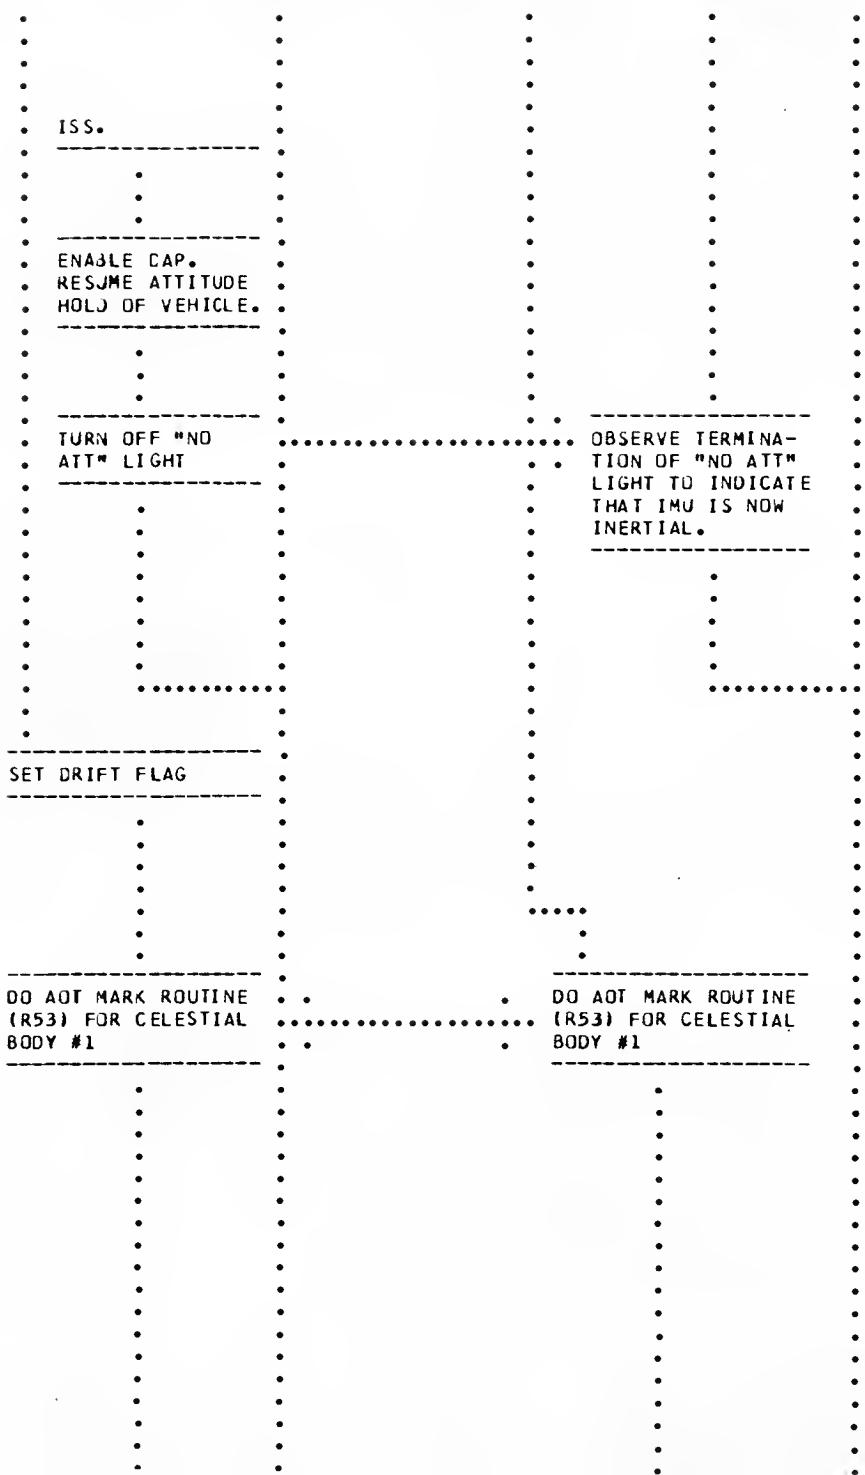 ISS.
ENABLE CAP.
RESUME ATTITUDE
HOLD OF VEHICLE.
TURN OFF "NO
ATT" LIGHT
OBSERVE TERMINA-
TION OF "NO ATT"
LIGHT TO INDICATE
THAT IMU IS NOW
INERTIAL.
SET DRIFT FLAG
DO AOT MARK ROUTINE
(R53) FOR CELESTIAL
BODY #1
DO AOT MARK ROUTINE
(R53) FOR CELESTIAL
BODY #1